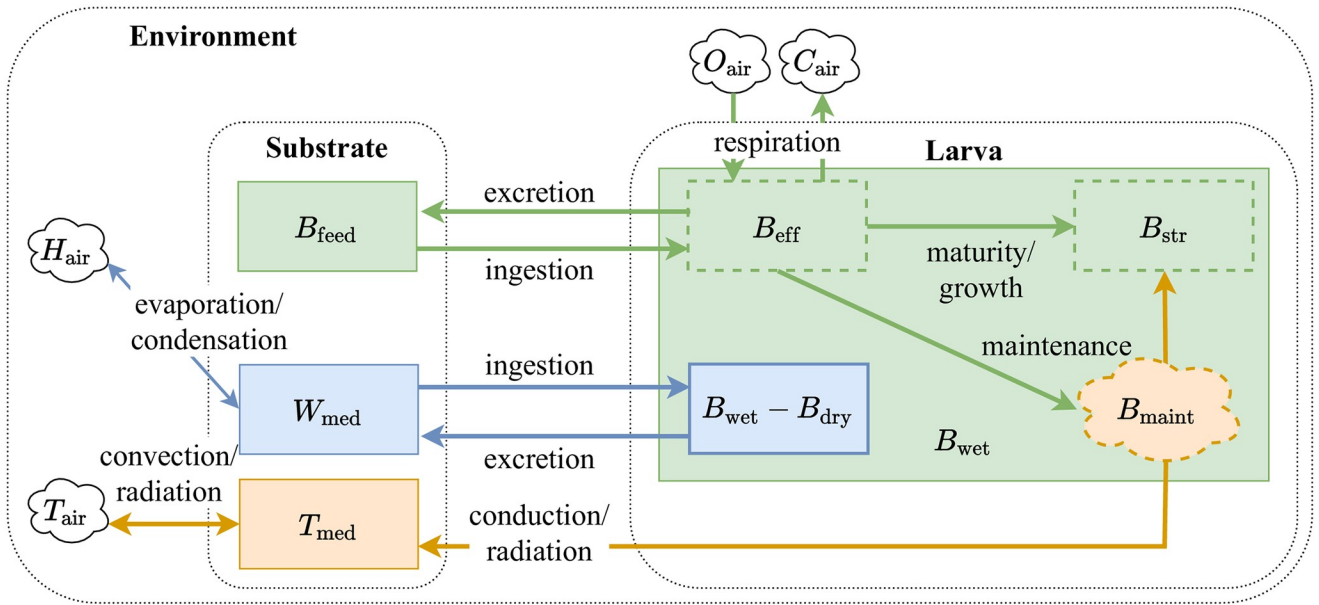 Environment
O_air
C_air
respiration
Substrate
Larva
B_feed
excretion
ingestion
B_eff
maturity/
growth
B_str
H_air
evaporation/
condensation
W_med
ingestion
excretion
B_wet − B_dry
maintenance
B_maint
B_wet
convection/
radiation
T_air
T_med
conduction/
radiation